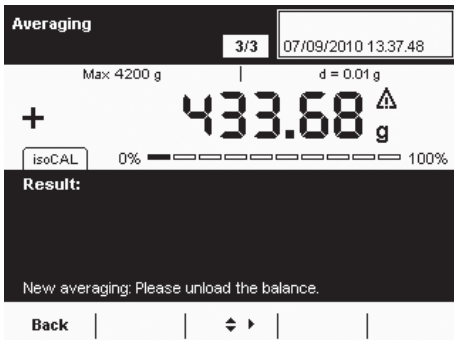 Averaging
3/3 07/09/2010 13.37.48
Max 4200 g d = 0.01 g
+ 433.68 g
isoCAL 0% 100%
Result:
New averaging: Please unload the balance.
Back